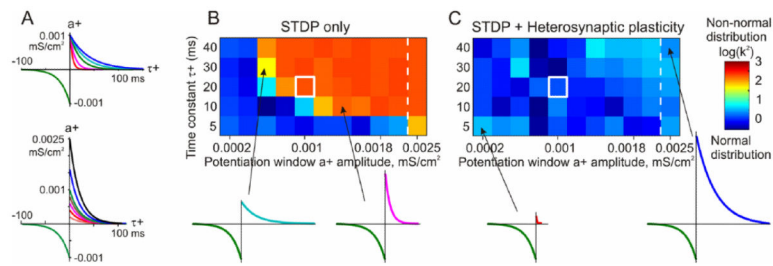 A
a+
0.001
mS/cm²
-100
100 ms
τ+
-0.001
a+
0.0025
mS/cm²
0.001
-100
100 ms
τ+
-0.001
B
STDP only
Time constant τ+ (ms)
40
30
20
10
5
0.0002
0.001
0.0018
0.0025
Potentiation window a+ amplitude, mS/cm²
C
STDP + Heterosynaptic plasticity
40
30
20
10
5
0.0002
0.001
0.0018
0.0025
Potentiation window a+ amplitude, mS/cm²
Non-normal
distribution
log(k²)
3
2
1
0
Normal
distribution